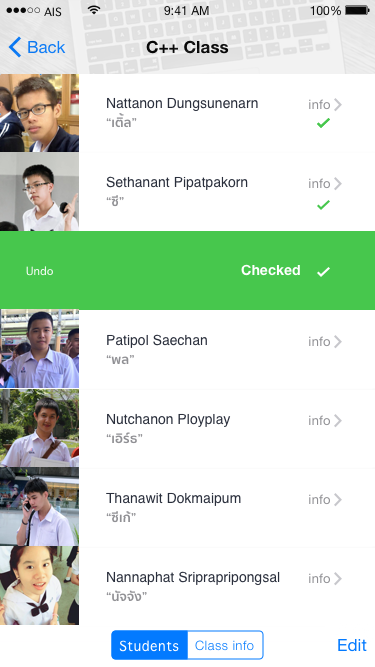 AIS 9:41 AM 100%
Back C++ Class
Nattanon Dungsunenarn info
“เติ้ล”
Sethanant Pipatpakorn info
“ซี”
Undo Checked
Patipol Saechan info
“พล”
Nutchanon Ployplay info
“เอิร์ธ”
Thanawit Dokmaipum info
“ซีเก้”
Nannaphat Sriprapripongsal info
“นัจจัง”
Students Class info Edit